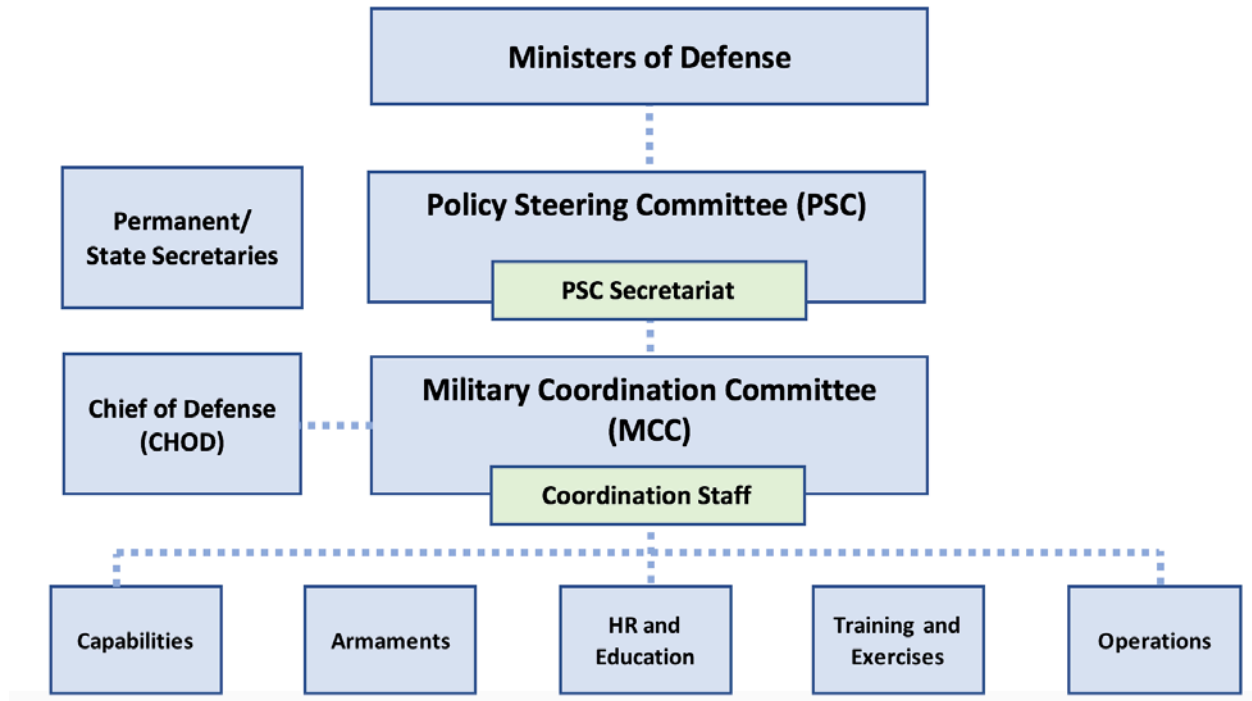 Ministers of Defense
Permanent/
State Secretaries
Policy Steering Committee (PSC)
PSC Secretariat
Chief of Defense
(CHOD)
Military Coordination Committee
(MCC)
Coordination Staff
Capabilities
Armaments
HR and
Education
Training and
Exercises
Operations